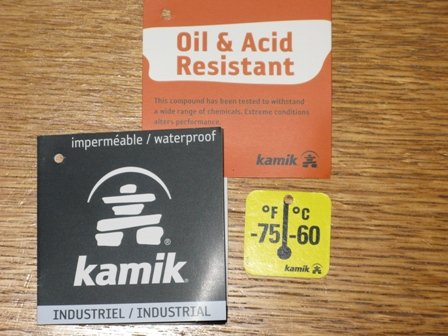 Oil & Acid
Resistant
This compound has been tested to withstand
a wide range of chemicals. Extreme conditions
alters performance.
kamik
imperméable / waterproof
®
kamik
INDUSTRIEL / INDUSTRIAL
°F °C
-75 -60
kamik